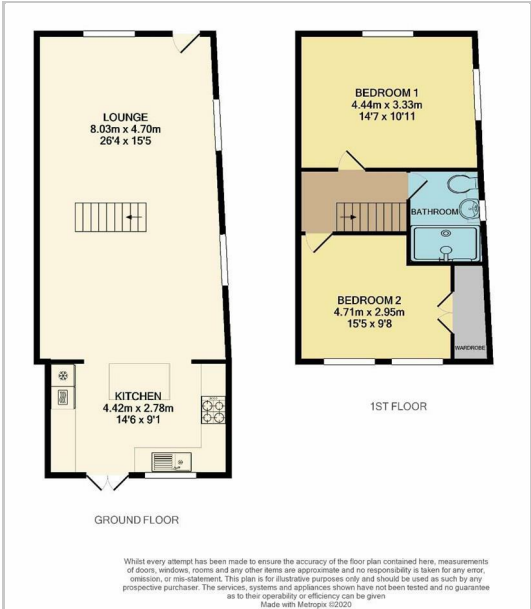 LOUNGE
8.03m x 4.70m
26'4 x 15'5
KITCHEN
4.42m x 2.78m
14'6 x 9'1
GROUND FLOOR
BEDROOM 1
4.44m x 3.33m
14'7 x 10'11
BATHROOM
BEDROOM 2
4.71m x 2.95m
15'5 x 9'8
WARDROBE
1ST FLOOR
Whilst every attempt has been made to ensure the accuracy of the floor plan contained here, measurements
of doors, windows, rooms and any other items are approximate and no responsibility is taken for any error,
omission, or mis-statement. This plan is for illustrative purposes only and should be used as such by any
prospective purchaser. The services, systems and appliances shown have not been tested and no guarantee
as to their operability or efficiency can be given
Made with Metropix ©2020